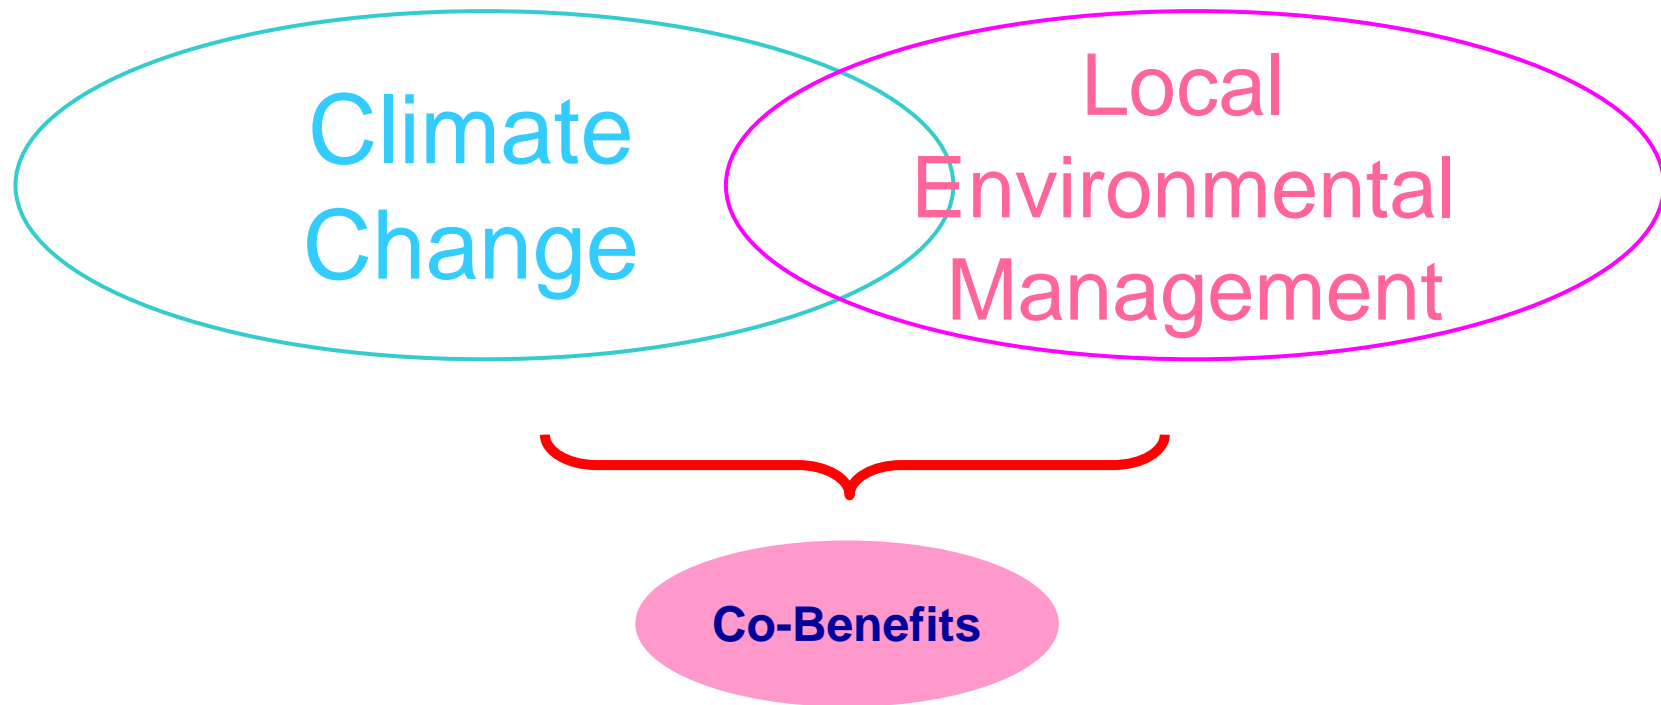 Climate
Change
Local
Environmental
Management
Co-Benefits